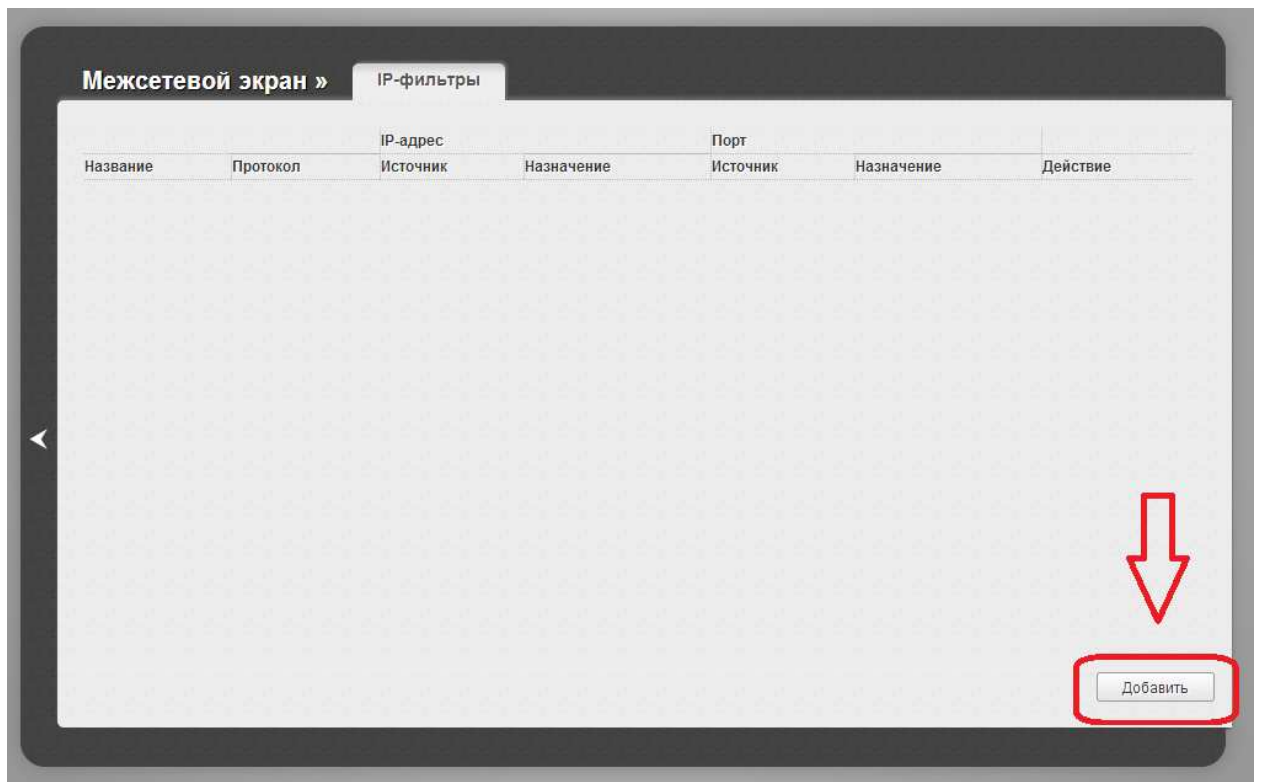 Межсетевой экран » IP-фильтры
IP-адрес Порт
Название Протокол Источник Назначение Источник Назначение Действие
Добавить